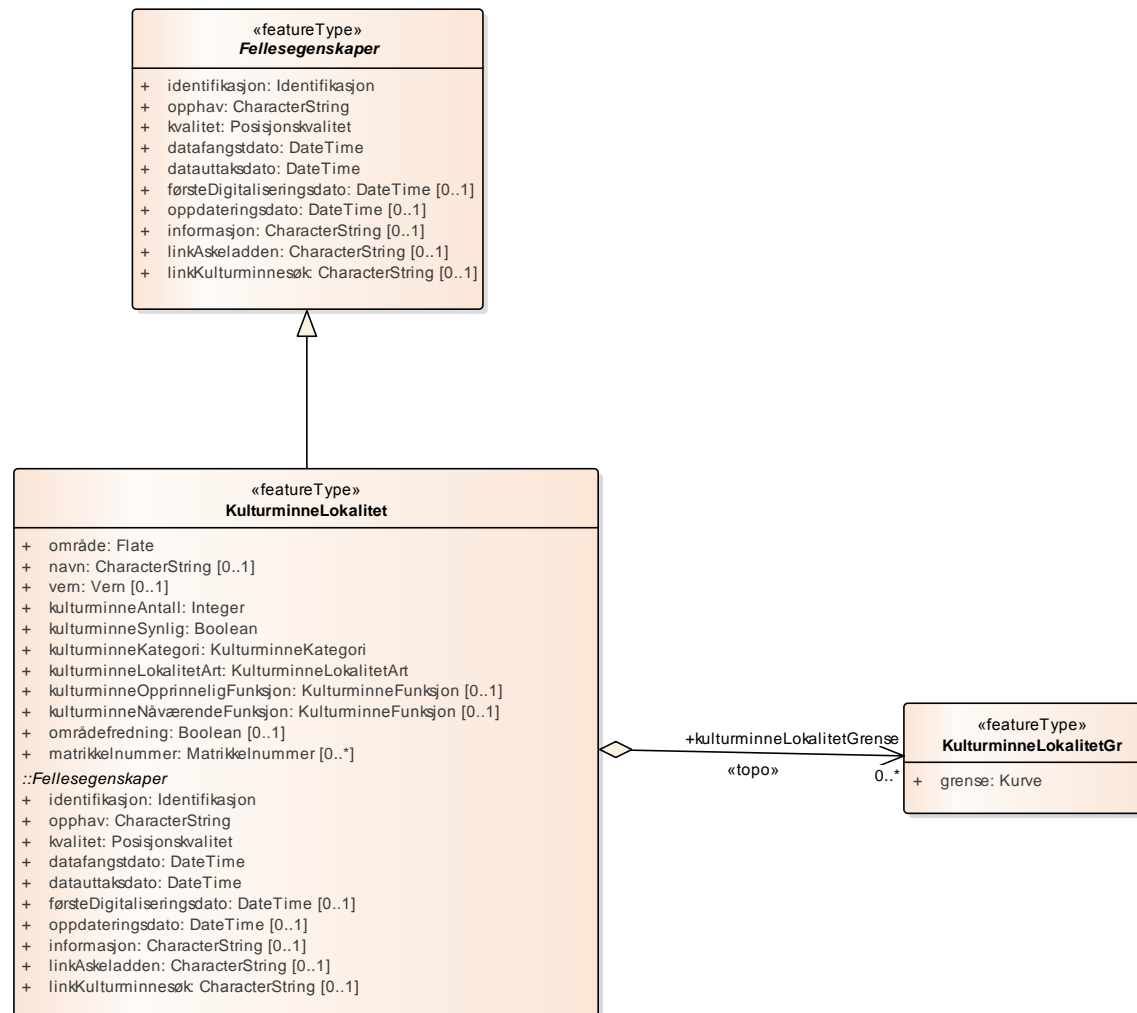 «featureType»
Fellesegenskaper
+ identifikasjon: Identifikasjon
+ opphav: CharacterString
+ kvalitet: Posisjonskvalitet
+ datafangstdato: DateTime
+ datauttaksdato: DateTime
+ førsteDigitaliseringsdato: DateTime [0..1]
+ oppdateringsdato: DateTime [0..1]
+ informasjon: CharacterString [0..1]
+ linkAskeladden: CharacterString [0..1]
+ linkKulturminnesøk: CharacterString [0..1]
«featureType»
KulturminneLokalitet
+ område: Flate
+ navn: CharacterString [0..1]
+ vern: Vern [0..1]
+ kulturminneAntall: Integer
+ kulturminneSynlig: Boolean
+ kulturminneKategori: KulturminneKategori
+ kulturminneLokalitetArt: KulturminneLokalitetArt
+ kulturminneOpprinneligFunksjon: KulturminneFunksjon [0..1]
+ kulturminneNåværendeFunksjon: KulturminneFunksjon [0..1]
+ områdefredning: Boolean [0..1]
+ matrikkelnummer: Matrikkelnummer [0..*]
::Fellesegenskaper
+ identifikasjon: Identifikasjon
+ opphav: CharacterString
+ kvalitet: Posisjonskvalitet
+ datafangstdato: DateTime
+ datauttaksdato: DateTime
+ førsteDigitaliseringsdato: DateTime [0..1]
+ oppdateringsdato: DateTime [0..1]
+ informasjon: CharacterString [0..1]
+ linkAskeladden: CharacterString [0..1]
+ linkKulturminnesøk: CharacterString [0..1]
+kulturminneLokalitetGrense
«topo»
0..*
«featureType»
KulturminneLokalitetGr
+ grense: Kurve